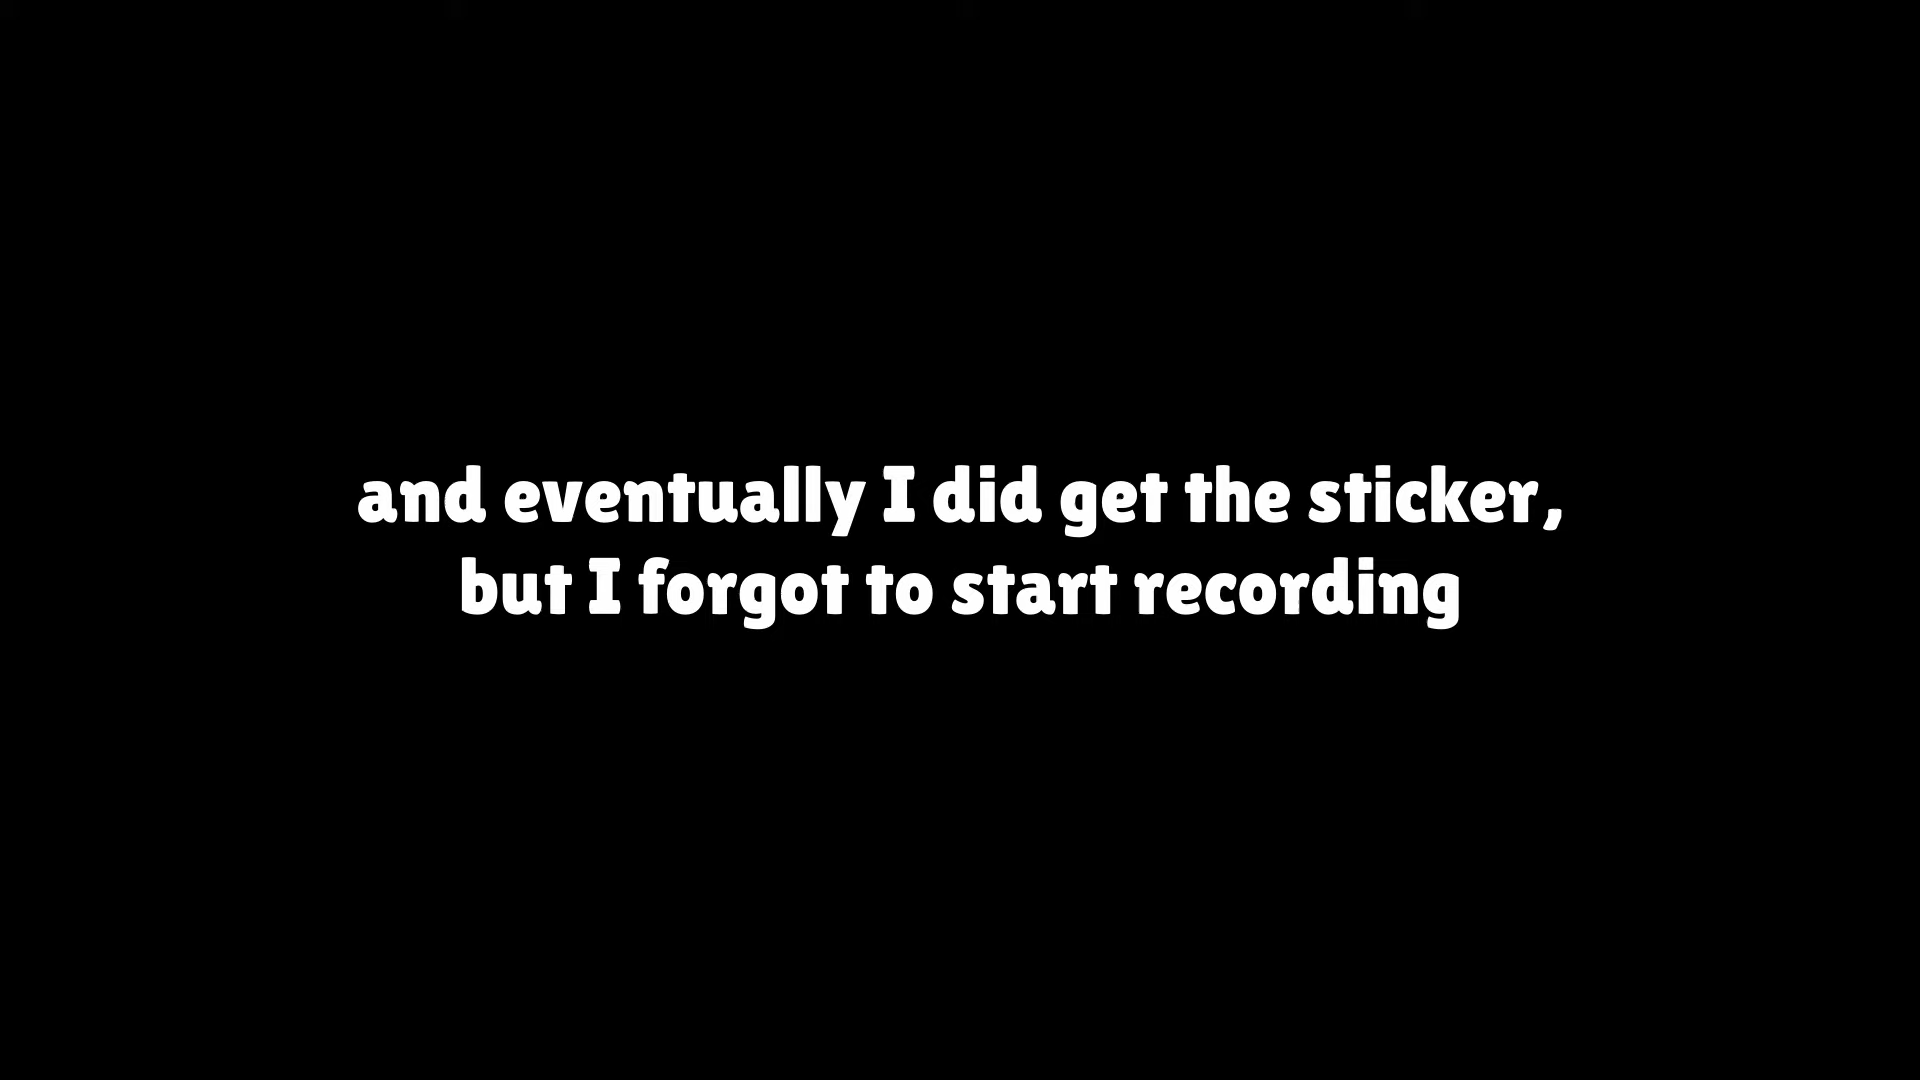 and eventually I did get the sticker,
but I forgot to start recording